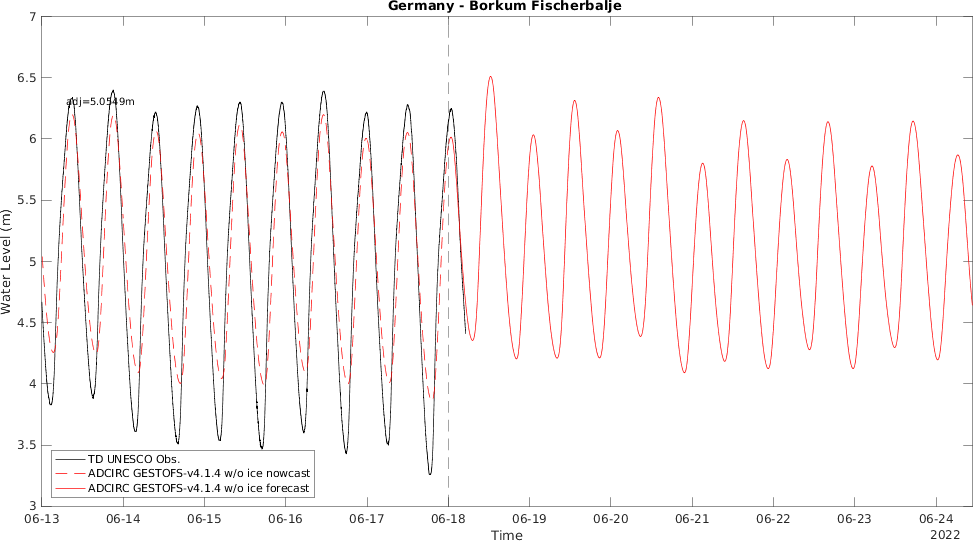 Germany - Borkum Fischerbalje
7
6.5
6
5.5
5
4.5
4
3.5
3
Water Level (m)
adj=5.0549m
TD UNESCO Obs.
ADCIRC GESTOFS-v4.1.4 w/o ice nowcast
ADCIRC GESTOFS-v4.1.4 w/o ice forecast
06-13 06-14 06-15 06-16 06-17 06-18 06-19 06-20 06-21 06-22 06-23 06-24
Time
2022